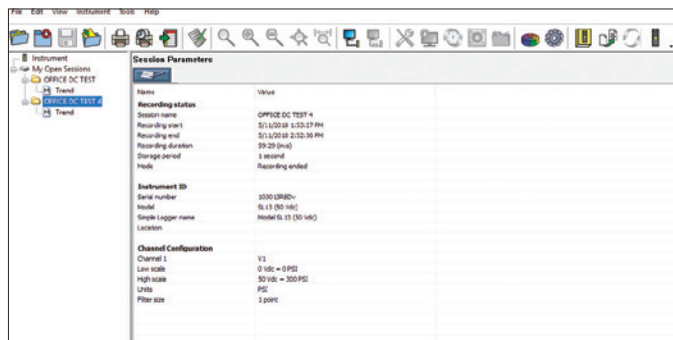 File Edit View Instrument Tools Help
Instrument
My Open Sessions
OFFICE DC TEST
Trend
OFFICE DC TEST 4
Trend
Session Parameters
Name Value
Recording status
Session name OFFICE DC TEST 4
Recording start 5/11/2018 1:33:27 PM
Recording end 5/11/2018 2:32:56 PM
Recording duration 59:29 (m:s)
Storage period 1 second
Mode Recording ended
Instrument ID
Serial number
Model SL13 (50 Vdc)
Simple Logger name Model SL13 (50 Vdc)
Location
Channel Configuration
Channel 1 V1
Low scale 0 Vdc = 0 PSI
High scale 50 Vdc = 300 PSI
Units PSI
Filter size 1 point